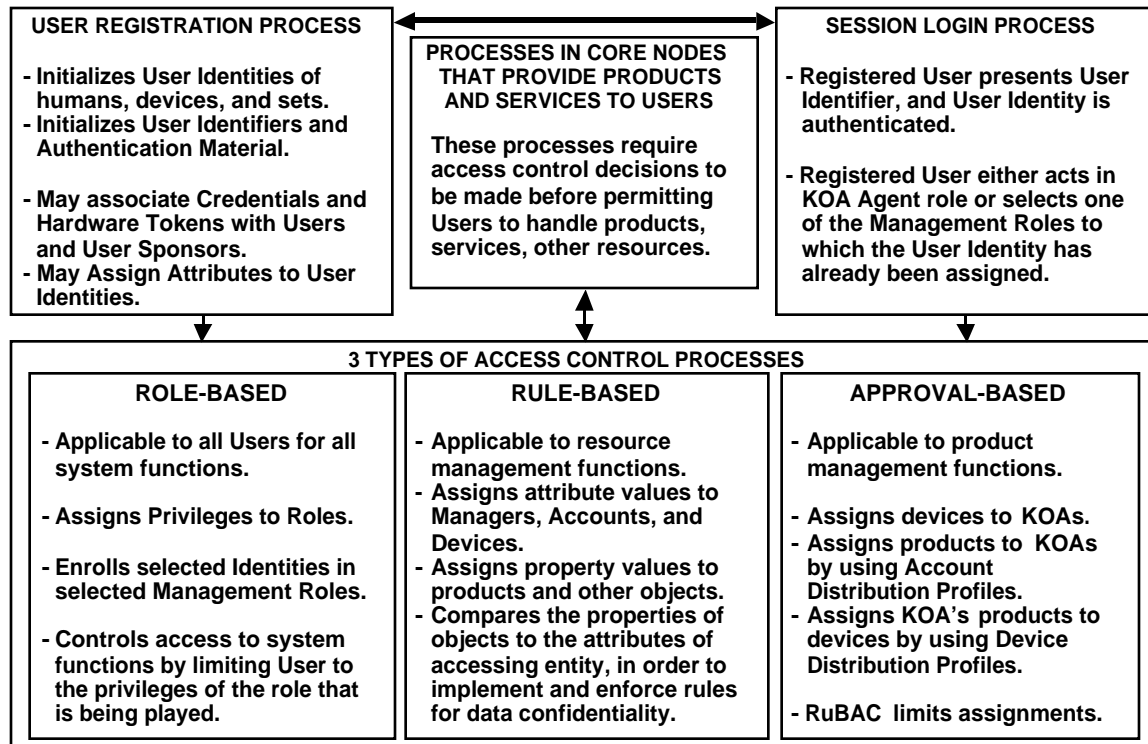 USER REGISTRATION PROCESS
- Initializes User Identities of
humans, devices, and sets.
- Initializes User Identifiers and
Authentication Material.
- May associate Credentials and
Hardware Tokens with Users
and User Sponsors.
- May Assign Attributes to User
Identities.
PROCESSES IN CORE NODES
THAT PROVIDE PRODUCTS
AND SERVICES TO USERS
These processes require
access control decisions to
be made before permitting
Users to handle products,
services, other resources.
SESSION LOGIN PROCESS
- Registered User presents User
Identifier, and User Identity is
authenticated.
- Registered User either acts in
KOA Agent role or selects one
of the Management Roles to
which the User Identity has
already been assigned.
3 TYPES OF ACCESS CONTROL PROCESSES
ROLE-BASED
- Applicable to all Users for all
system functions.
- Assigns Privileges to Roles.
- Enrolls selected Identities in
selected Management Roles.
- Controls access to system
functions by limiting User to
the privileges of the role that
is being played.
RULE-BASED
- Applicable to resource
management functions.
- Assigns attribute values to
Managers, Accounts, and
Devices.
- Assigns property values to
products and other objects.
- Compares the properties of
objects to the attributes of
accessing entity, in order to
implement and enforce rules
for data confidentiality.
APPROVAL-BASED
- Applicable to product
management functions.
- Assigns devices to KOAs.
- Assigns products to KOAs
by using Account
Distribution Profiles.
- Assigns KOA's products to
devices by using Device
Distribution Profiles.
- RuBAC limits assignments.